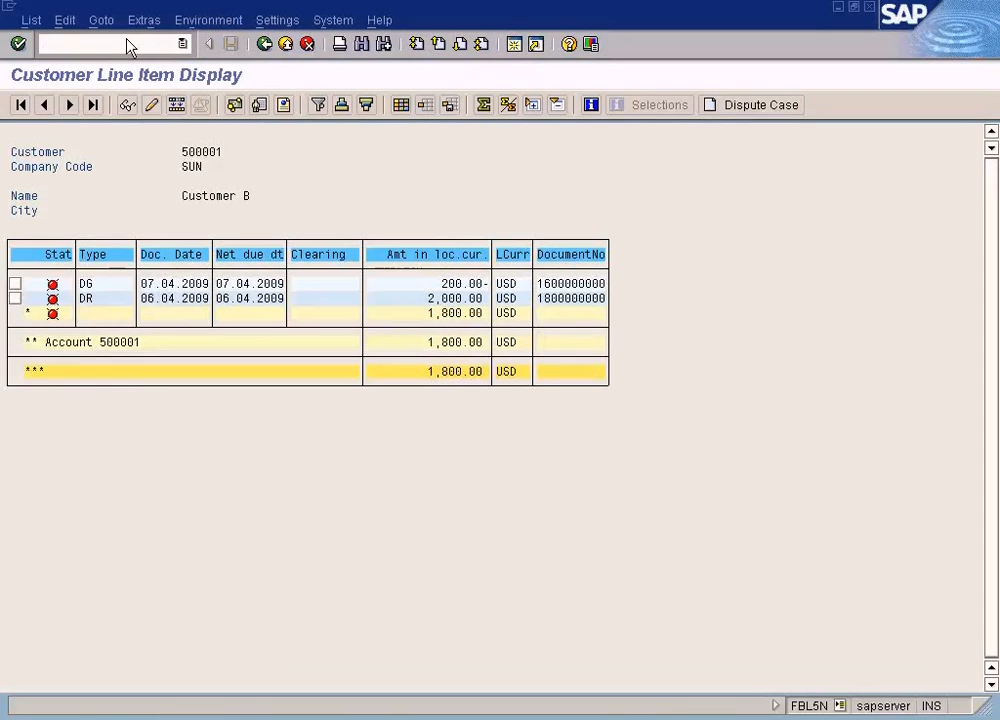 List Edit Goto Extras Environment Settings System Help
SAP
Customer Line Item Display
Selections Dispute Case
Customer 500001
Company Code SUN
Name Customer B
City
Stat Type Doc. Date Net due dt Clearing Amt in loc.cur. LCurr DocumentNo
DG 07.04.2009 07.04.2009 200.00- USD 1600000000
DR 06.04.2009 06.04.2009 2,000.00 USD 1800000000
* 1,800.00 USD
** Account 500001 1,800.00 USD
*** 1,800.00 USD
FBL5N sapserver INS